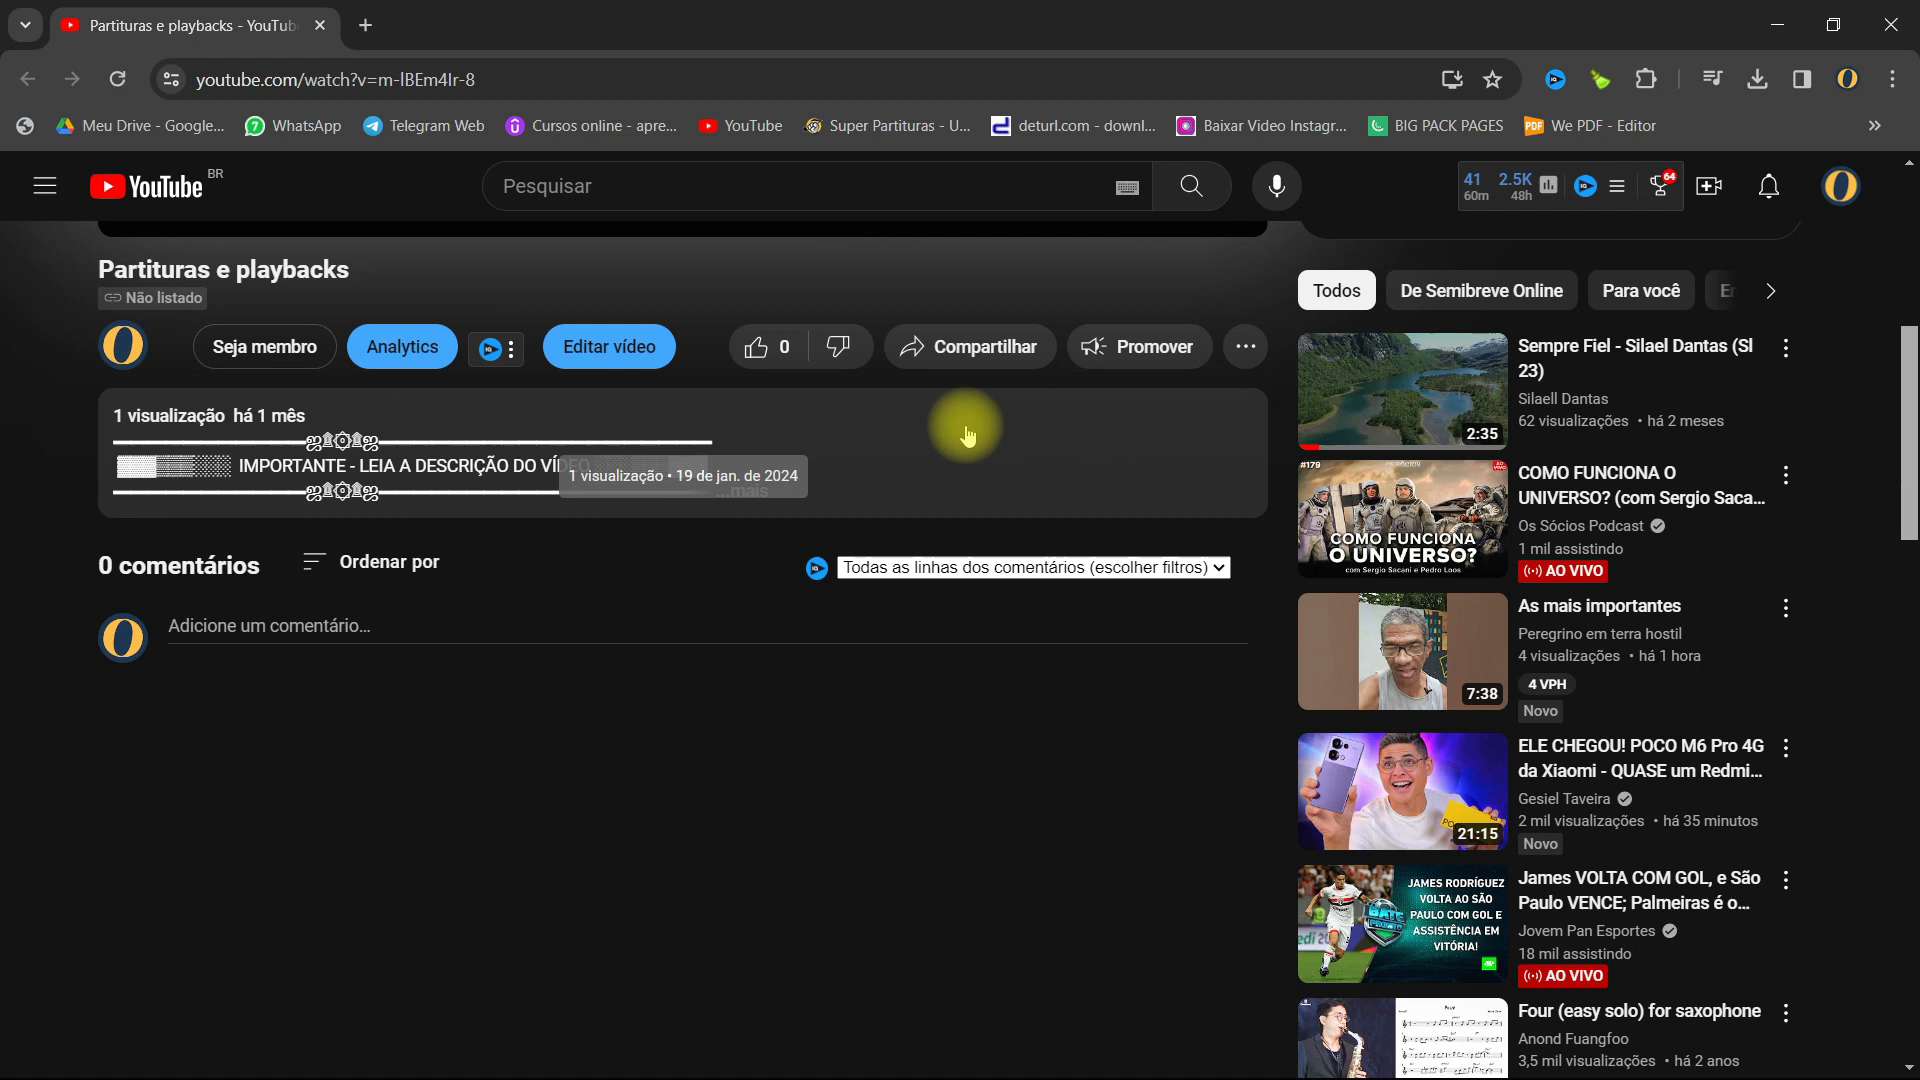 Partituras e playbacks - YouTub
youtube.com/watch?v=m-lBEm4Ir-8
Meu Drive - Google...
WhatsApp
Telegram Web
Cursos online - apre...
YouTube
Super Partituras - U...
deturl.com - downl...
Baixar Video Instagr...
BIG PACK PAGES
We PDF - Editor
YouTube BR
Pesquisar
41 2.5K
60m 48h
64
Partituras e playbacks
Não listado
Seja membro
Analytics
Editar vídeo
0
Compartilhar
Promover
1 visualização há 1 mês
IMPORTANTE - LEIA A DESCRIÇÃO DO VÍDEO
1 visualização • 19 de jan. de 2024
...mais
0 comentários
Ordenar por
Todas as linhas dos comentários (escolher filtros)
Adicione um comentário...
Todos
De Semibreve Online
Para você
2:35
Sempre Fiel - Silael Dantas (Sl
23)
Silaell Dantas
62 visualizações • há 2 meses
#179
COMO FUNCIONA
O UNIVERSO?
com Sergio Sacani e Pedro Loos
COMO FUNCIONA O
UNIVERSO? (com Sergio Saca...
Os Sócios Podcast
1 mil assistindo
AO VIVO
7:38
As mais importantes
Peregrino em terra hostil
4 visualizações • há 1 hora
4 VPH
Novo
21:15
ELE CHEGOU! POCO M6 Pro 4G
da Xiaomi - QUASE um Redmi...
Gesiel Taveira
2 mil visualizações • há 35 minutos
Novo
JAMES RODRÍGUEZ
VOLTA AO SÃO
PAULO COM GOL E
ASSISTÊNCIA EM
VITÓRIA!
James VOLTA COM GOL, e São
Paulo VENCE; Palmeiras é o...
Jovem Pan Esportes
18 mil assistindo
AO VIVO
Four (easy solo) for saxophone
Anond Fuangfoo
3,5 mil visualizações • há 2 anos